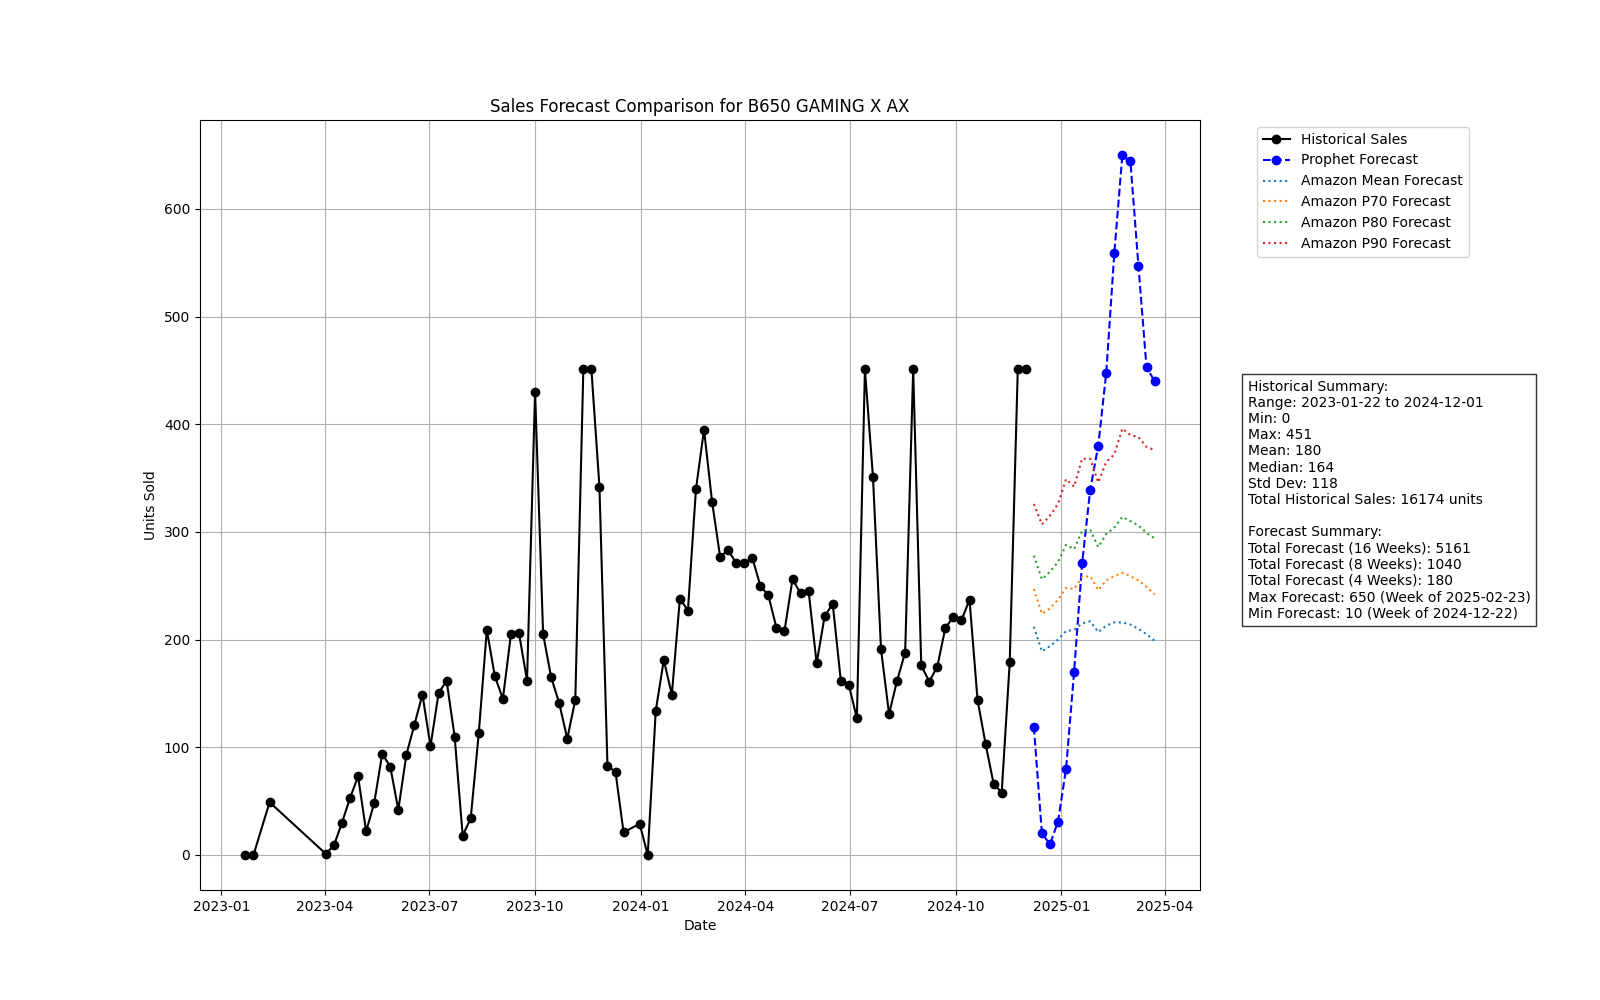 Sales Forecast Comparison for B650 GAMING X AX
Units Sold
600
500
400
300
200
100
0
2023-01
2023-04
2023-07
2023-10
2024-01
2024-04
2024-07
2024-10
2025-01
2025-04
Date
Historical Sales
Prophet Forecast
Amazon Mean Forecast
Amazon P70 Forecast
Amazon P80 Forecast
Amazon P90 Forecast
Historical Summary:
Range: 2023-01-22 to 2024-12-01
Min: 0
Max: 451
Mean: 180
Median: 164
Std Dev: 118
Total Historical Sales: 16174 units
Forecast Summary:
Total Forecast (16 Weeks): 5161
Total Forecast (8 Weeks): 1040
Total Forecast (4 Weeks): 180
Max Forecast: 650 (Week of 2025-02-23)
Min Forecast: 10 (Week of 2024-12-22)